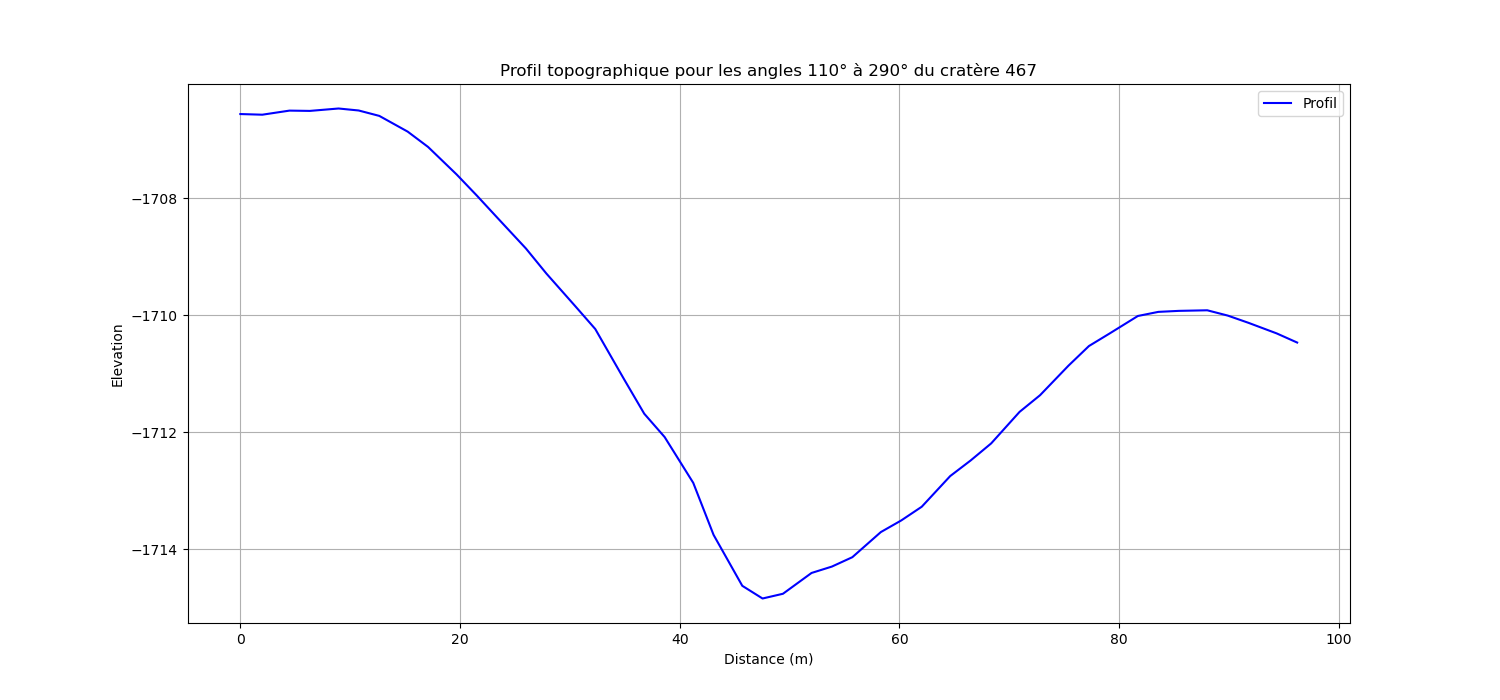 Profil topographique pour les angles 110° à 290° du cratère 467
Profil
−1708
−1710
−1712
−1714
Elevation
0 20 40 60 80 100
Distance (m)